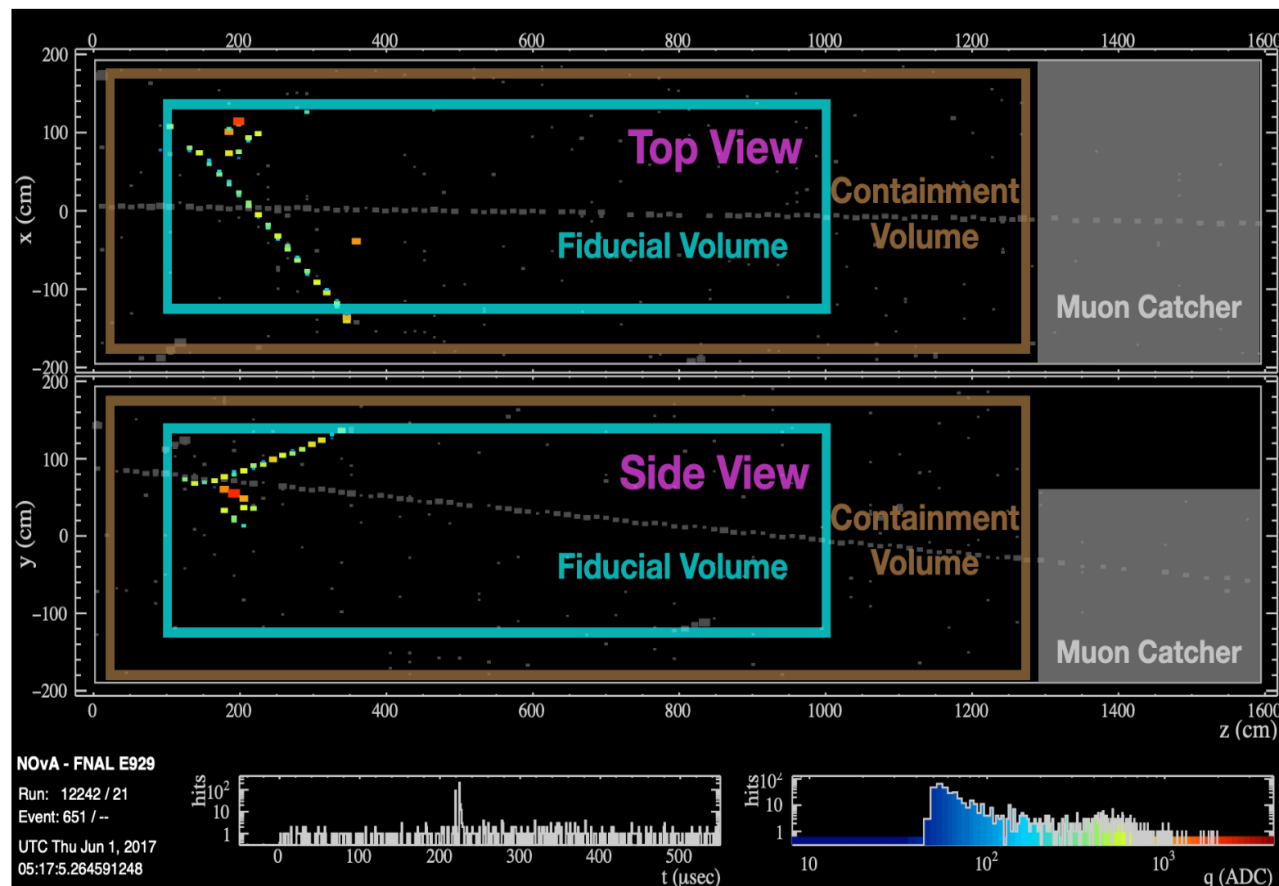 0 200 400 600 800 1000 1200 1400 1600
200
100
0
−100
−200
x (cm)
Top View
Containment
Volume
Fiducial Volume
Muon Catcher
200
100
0
−100
−200
y (cm)
Side View
Containment
Volume
Fiducial Volume
Muon Catcher
0 200 400 600 800 1000 1200 1400 1600
z (cm)
NOvA - FNAL E929
Run: 12242 / 21
Event: 651 / --
UTC Thu Jun 1, 2017
05:17:5.264591248
hits
10²
10
1
0 100 200 300 400 500
t (μsec)
hits
10²
10
1
10 10² 10³
q (ADC)